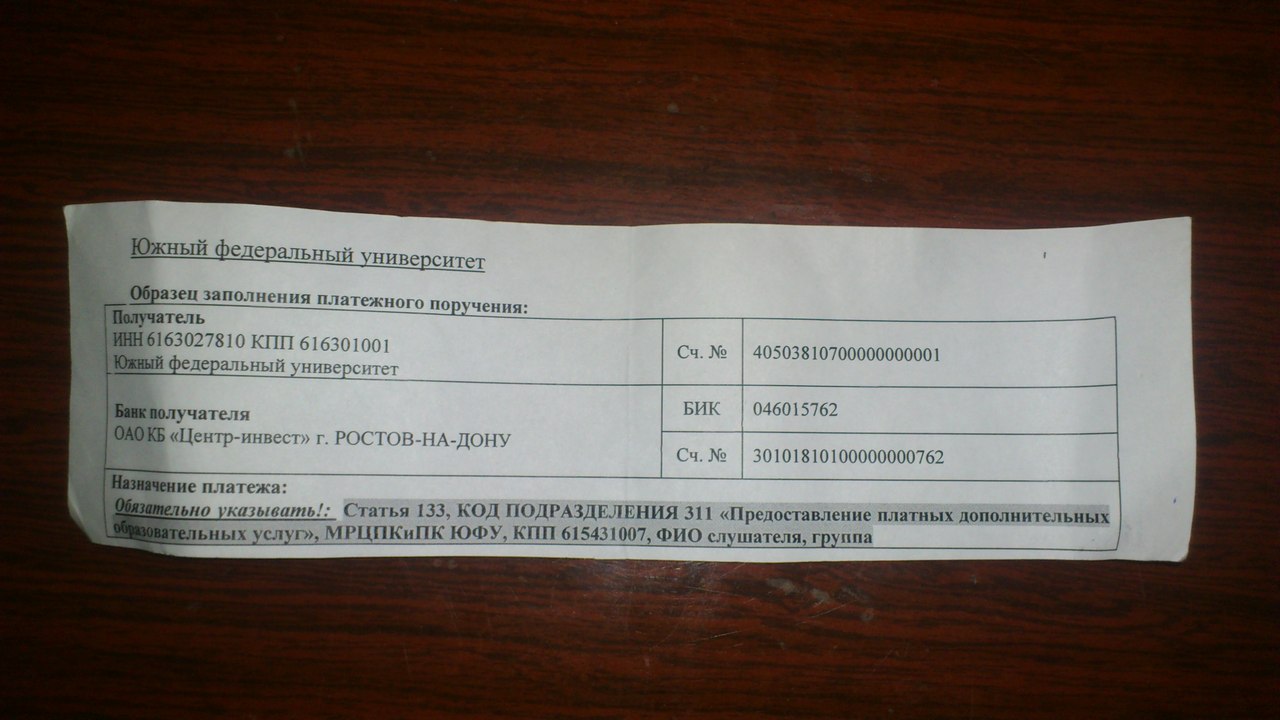 Южный федеральный университет
Образец заполнения платежного поручения:
Получатель
ИНН 6163027810 КПП 616301001
Южный федеральный университет
Сч. № 40503810700000000001
Банк получателя
ОАО КБ «Центр-инвест» г. РОСТОВ-НА-ДОНУ
БИК 046015762
Сч. № 30101810100000000762
Назначение платежа:
Обязательно указывать!: Статья 133, КОД ПОДРАЗДЕЛЕНИЯ 311 «Предоставление платных дополнительных
образовательных услуг», МРЦПКиПК ЮФУ, КПП 615431007, ФИО слушателя, группа